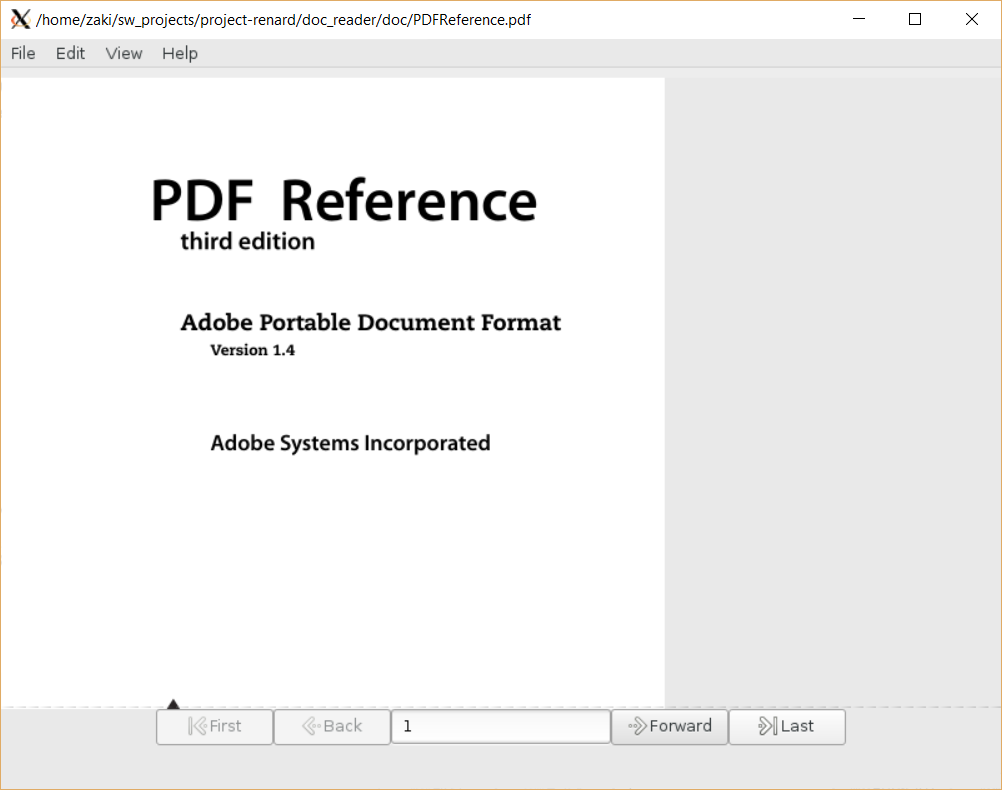 /home/zaki/sw_projects/project-renard/doc_reader/doc/PDFReference.pdf
File Edit View Help
PDF Reference
third edition
Adobe Portable Document Format
Version 1.4
Adobe Systems Incorporated
First Back 1 Forward Last